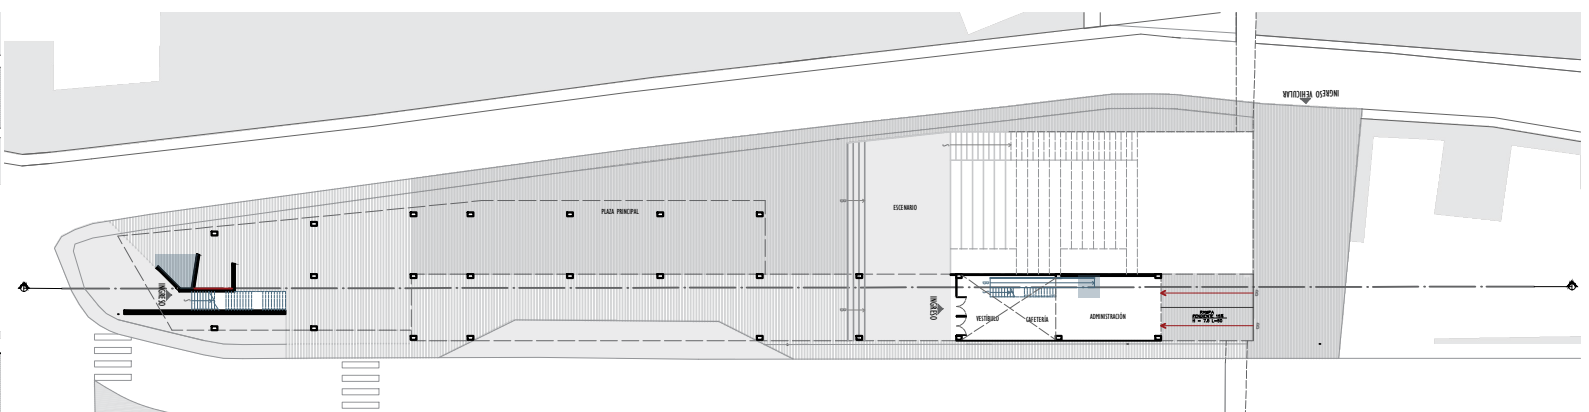 INGRESO VEHICULAR
PLAZA PRINCIPAL
ESCENARIO
INGRESO
INGRESO
VESTÍBULO
CAFETERÍA
ADMINISTRACIÓN
RAMPA